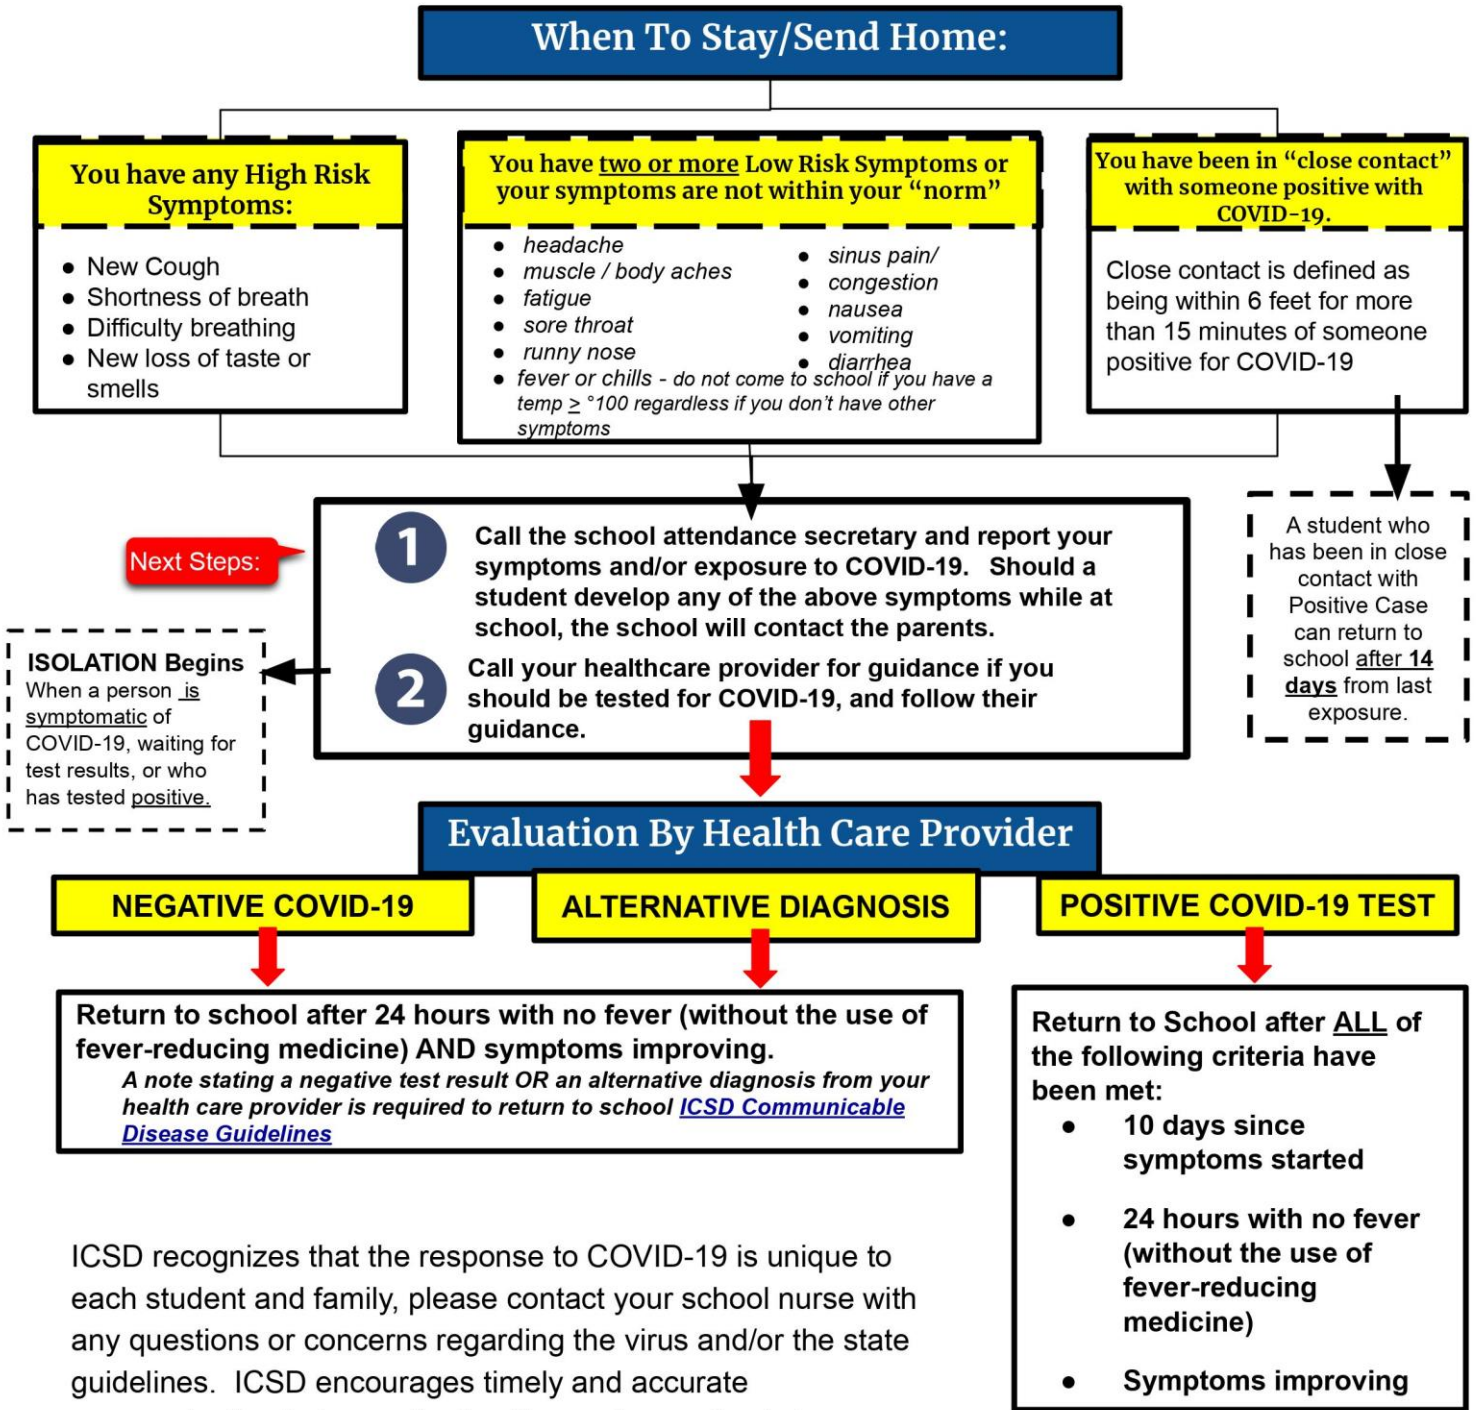 When To Stay/Send Home:
You have any High Risk
Symptoms:
● New Cough
● Shortness of breath
● Difficulty breathing
● New loss of taste or
smells
You have two or more Low Risk Symptoms or
your symptoms are not within your “norm”
● headache
● muscle / body aches
● fatigue
● sore throat
● runny nose
● sinus pain/
● congestion
● nausea
● vomiting
● diarrhea
● fever or chills - do not come to school if you have a
temp ≥ °100 regardless if you don’t have other
symptoms
You have been in “close contact”
with someone positive with
COVID-19.
Close contact is defined as
being within 6 feet for more
than 15 minutes of someone
positive for COVID-19
A student who
has been in close
contact with
Positive Case
can return to
school after 14
days from last
exposure.
Next Steps:
1 Call the school attendance secretary and report your
symptoms and/or exposure to COVID-19. Should a
student develop any of the above symptoms while at
school, the school will contact the parents.
2 Call your healthcare provider for guidance if you
should be tested for COVID-19, and follow their
guidance.
ISOLATION Begins
When a person is
symptomatic of
COVID-19, waiting for
test results, or who
has tested positive.
Evaluation By Health Care Provider
NEGATIVE COVID-19
ALTERNATIVE DIAGNOSIS
POSITIVE COVID-19 TEST
Return to school after 24 hours with no fever (without the use of
fever-reducing medicine) AND symptoms improving.
A note stating a negative test result OR an alternative diagnosis from your
health care provider is required to return to school ICSD Communicable
Disease Guidelines
Return to School after ALL of
the following criteria have
been met:
● 10 days since
symptoms started
● 24 hours with no fever
(without the use of
fever-reducing
medicine)
● Symptoms improving
ICSD recognizes that the response to COVID-19 is unique to
each student and family, please contact your school nurse with
any questions or concerns regarding the virus and/or the state
guidelines. ICSD encourages timely and accurate